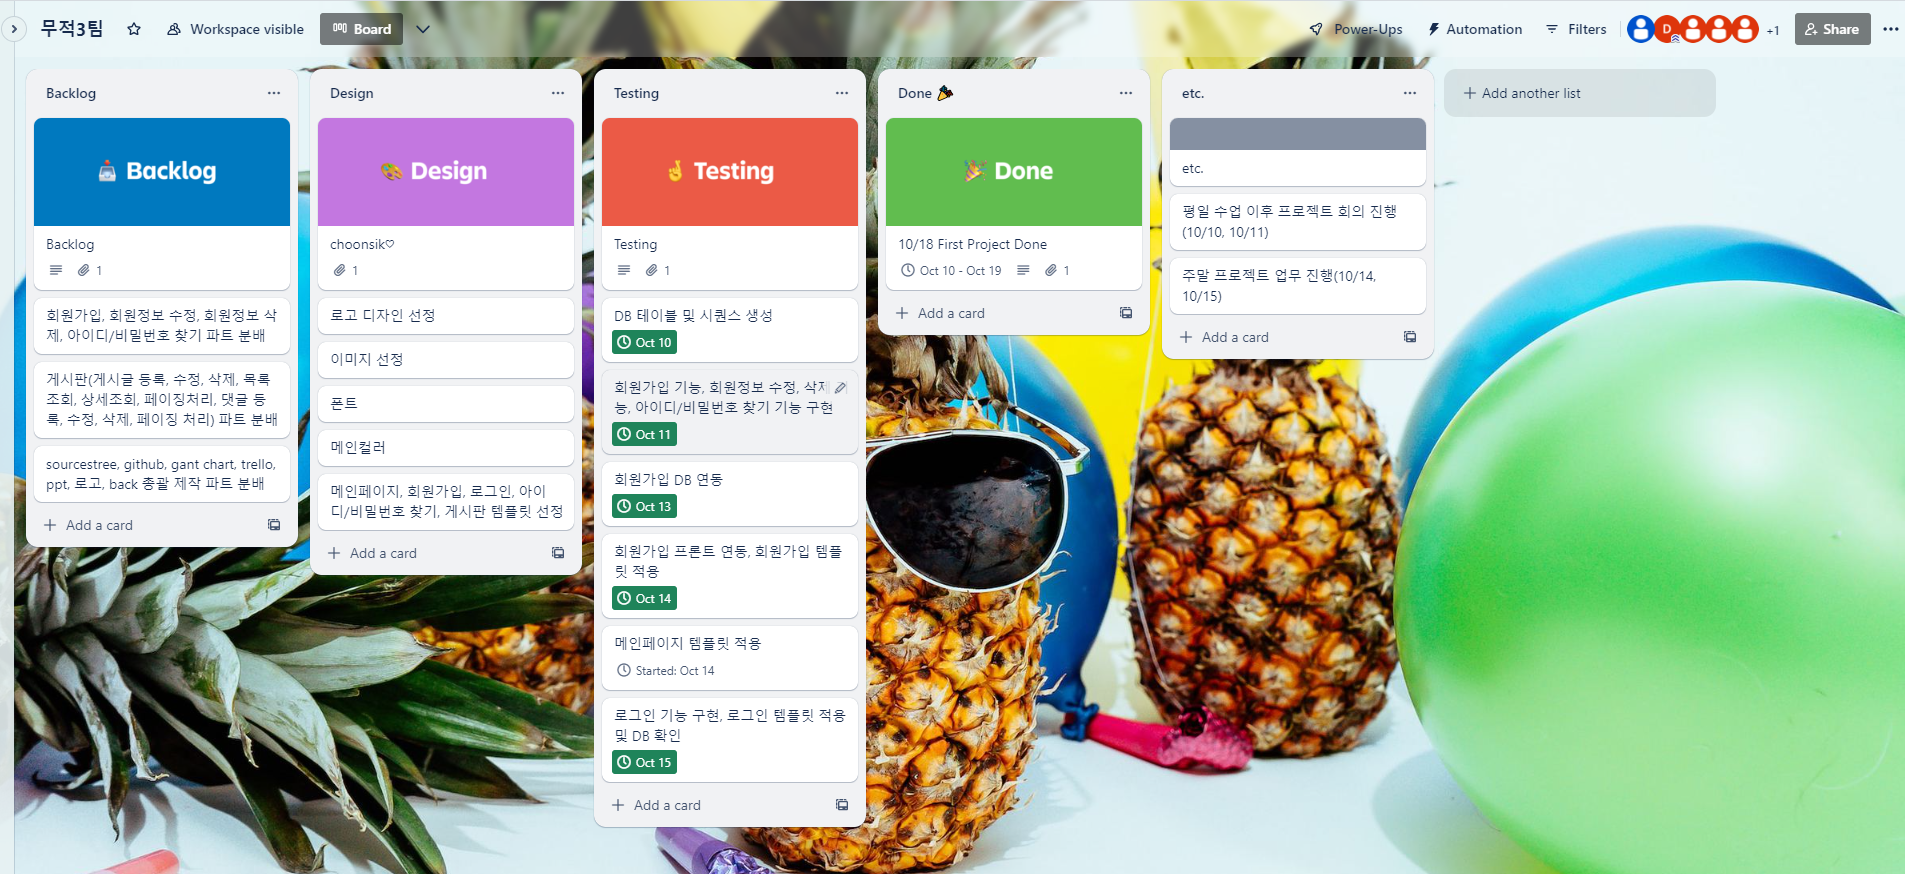 무적3팀
Workspace visible
Board
Power-Ups
Automation
Filters
D
+1
Share
Backlog
Backlog
Backlog
1
회원가입, 회원정보 수정, 회원정보 삭
제, 아이디/비밀번호 찾기 파트 분배
게시판(게시글 등록, 수정, 삭제, 목록
조회, 상세조회, 페이징처리, 댓글 등
록, 수정, 삭제, 페이징 처리) 파트 분배
sourcestree, github, gant chart, trello,
ppt, 로고, back 총괄 제작 파트 분배
Add a card
Design
Design
choonsik♡
1
로고 디자인 선정
이미지 선정
폰트
메인컬러
메인페이지, 회원가입, 로그인, 아이
디/비밀번호 찾기, 게시판 템플릿 선정
Add a card
Testing
Testing
Testing
1
DB 테이블 및 시퀀스 생성
Oct 10
회원가입 기능, 회원정보 수정, 삭제
능, 아이디/비밀번호 찾기 기능 구현
Oct 11
회원가입 DB 연동
Oct 13
회원가입 프론트 연동, 회원가입 템플
릿 적용
Oct 14
메인페이지 템플릿 적용
Started: Oct 14
로그인 기능 구현, 로그인 템플릿 적용
및 DB 확인
Oct 15
Add a card
Done 🎉
Done
10/18 First Project Done
Oct 10 - Oct 19
1
Add a card
etc.
etc.
평일 수업 이후 프로젝트 회의 진행
(10/10, 10/11)
주말 프로젝트 업무 진행(10/14,
10/15)
Add a card
Add another list